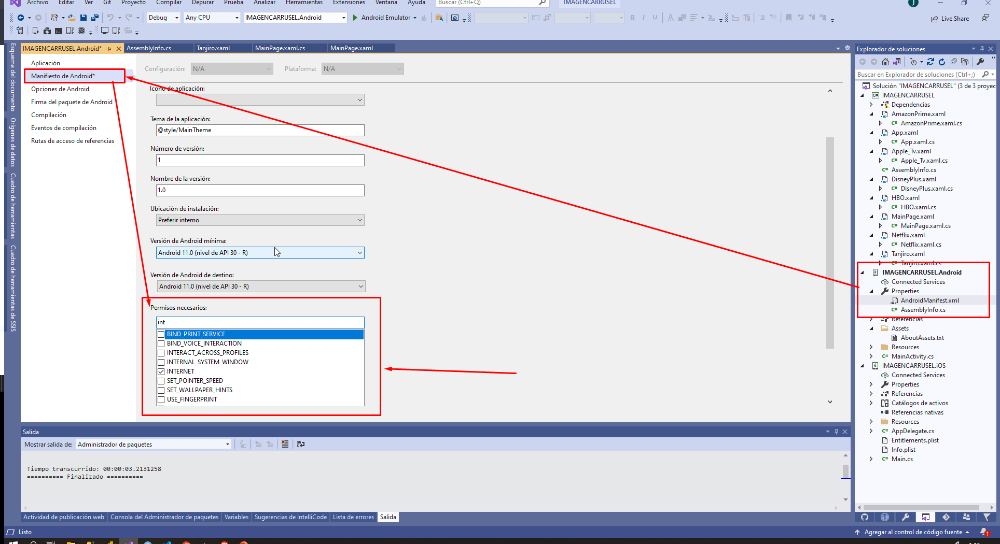 Archivo Editar Ver Git Proyecto Compilar Depurar Prueba Analizar Herramientas Extensiones Ventana Ayuda Buscar (Ctrl+Q) IMAGENCARRUSEL J
Debug Any CPU IMAGENCARRUSEL.Android Android Emulator Live Share
Esquema del documento
Orígenes de datos
Cuadro de herramientas
Cuadro de herramientas de SSIS
IMAGENCARRUSEL.Android* AssemblyInfo.cs Tanjiro.xaml MainPage.xaml.cs MainPage.xaml
Aplicación
Manifiesto de Android*
Opciones de Android
Firma del paquete de Android
Compilación
Eventos de compilación
Rutas de acceso de referencias
Configuración: N/A Plataforma: N/A
Icono de aplicación:
Tema de la aplicación:
@style/MainTheme
Número de versión:
1
Nombre de la versión:
1.0
Ubicación de instalación:
Preferir interno
Versión de Android mínima:
Android 11.0 (nivel de API 30 - R)
Versión de Android de destino:
Android 11.0 (nivel de API 30 - R)
Permisos necesarios:
int
BIND_PRINT_SERVICE
BIND_VOICE_INTERACTION
INTERACT_ACROSS_PROFILES
INTERNAL_SYSTEM_WINDOW
INTERNET
SET_POINTER_SPEED
SET_WALLPAPER_HINTS
USE_FINGERPRINT
Explorador de soluciones
Buscar en Explorador de soluciones (Ctrl+;)
Solución "IMAGENCARRUSEL" (3 de 3 proyec
IMAGENCARRUSEL
Dependencias
AmazonPrime.xaml
AmazonPrime.xaml.cs
App.xaml
App.xaml.cs
Apple_Tv.xaml
Apple_Tv.xaml.cs
AssemblyInfo.cs
DisneyPlus.xaml
DisneyPlus.xaml.cs
HBO.xaml
HBO.xaml.cs
MainPage.xaml
MainPage.xaml.cs
Netflix.xaml
Netflix.xaml.cs
Tanjiro.xaml
Tanjiro.xaml.cs
IMAGENCARRUSEL.Android
Connected Services
Properties
AndroidManifest.xml
AssemblyInfo.cs
Referencias
Assets
AboutAssets.txt
Resources
MainActivity.cs
IMAGENCARRUSEL.iOS
Connected Services
Properties
Referencias
Catálogos de activos
Referencias nativas
Resources
AppDelegate.cs
Entitlements.plist
Info.plist
Main.cs
Salida
Mostrar salida de: Administrador de paquetes
Tiempo transcurrido: 00:00:03.2131258
========== Finalizado ==========
Actividad de publicación web Consola del Administrador de paquetes Variables Sugerencias de IntelliCode Lista de errores Salida
Listo
Agregar al control de código fuente 1